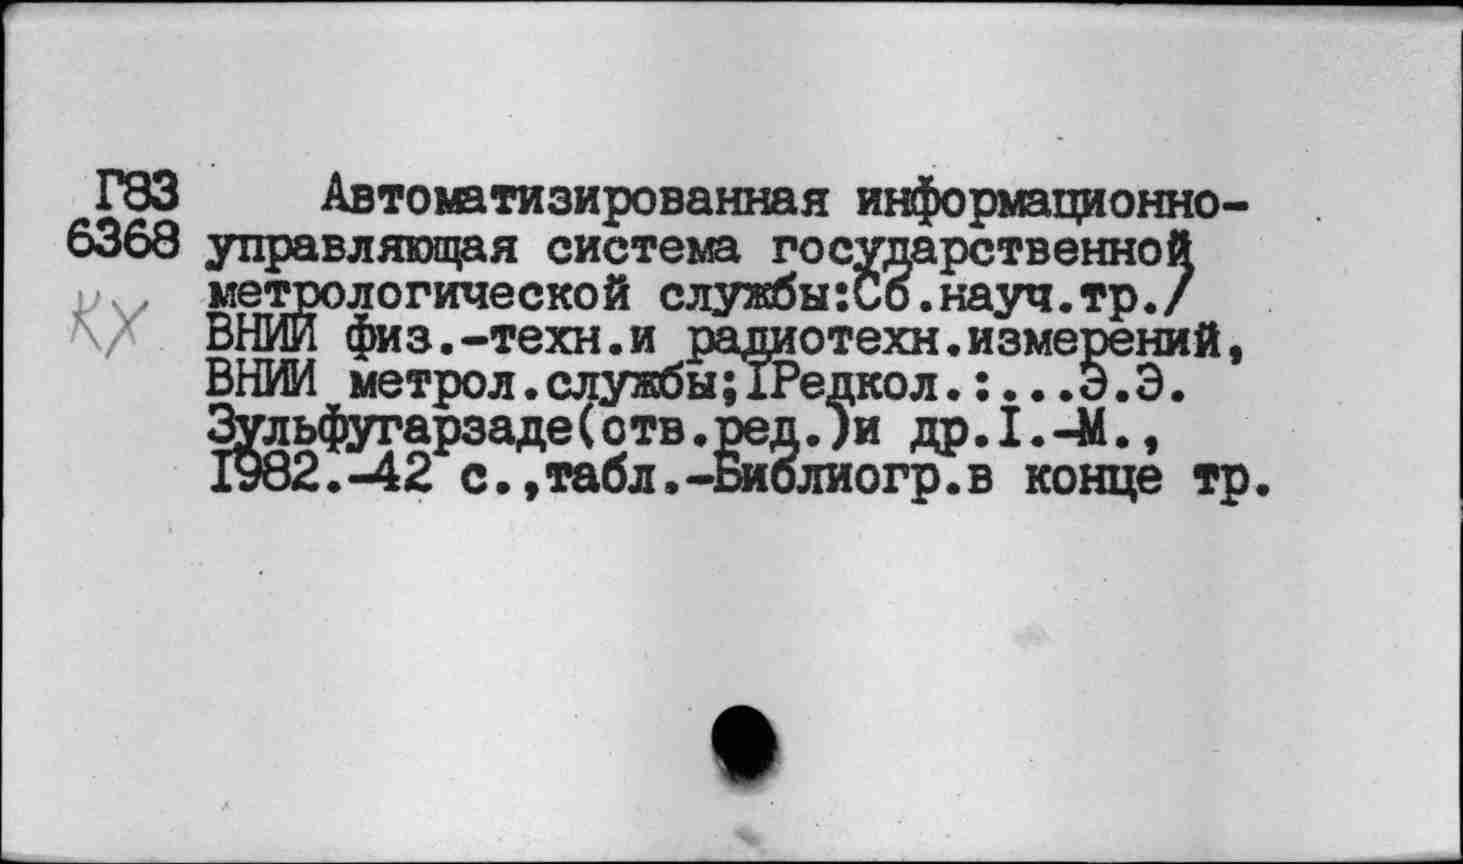 Г83 Автоматизированная информационно-
6368 управляющая система государственной
КХ метрологической службы:Сб.науч.тр./
ВНИИ физ.-техн.и радиотехн.измерений,
ВНИИ метрол.службы;IРедкол.:...Э.Э.
Зульфугарзаде(отв.ред.)и др.I.-М.,
1982.-42 с.,табл.-Библиогр.в конце тр.